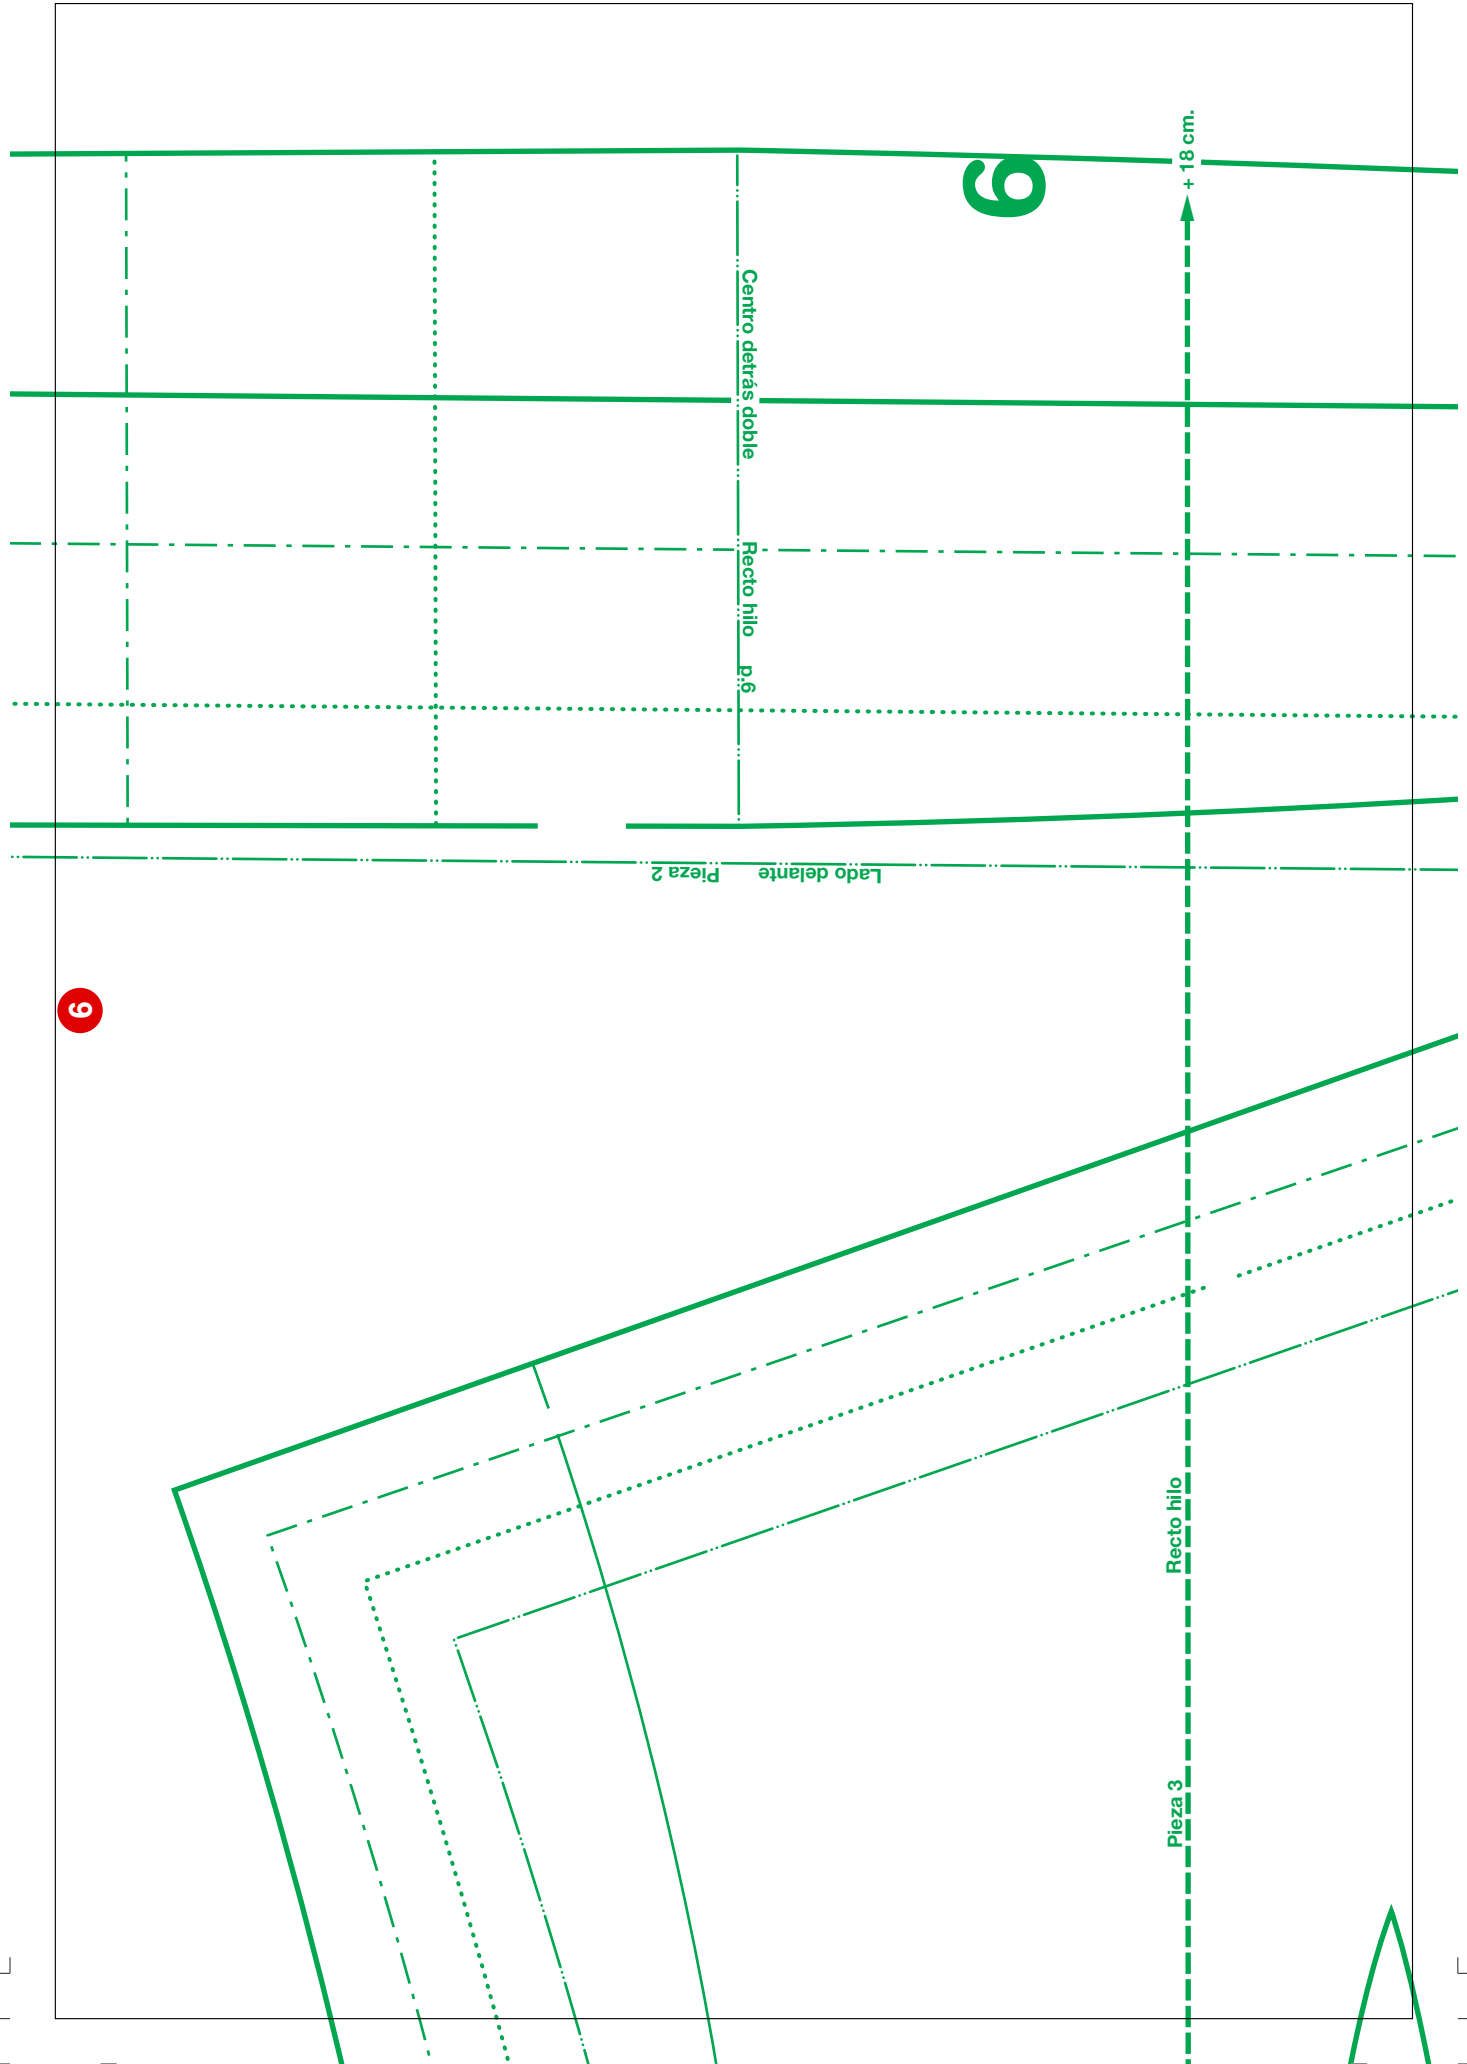 + 18 cm.
6
Centro detrás doble Recto hilo p.6
Lado delante Pieza 2
6
Pieza 3 Recto hilo